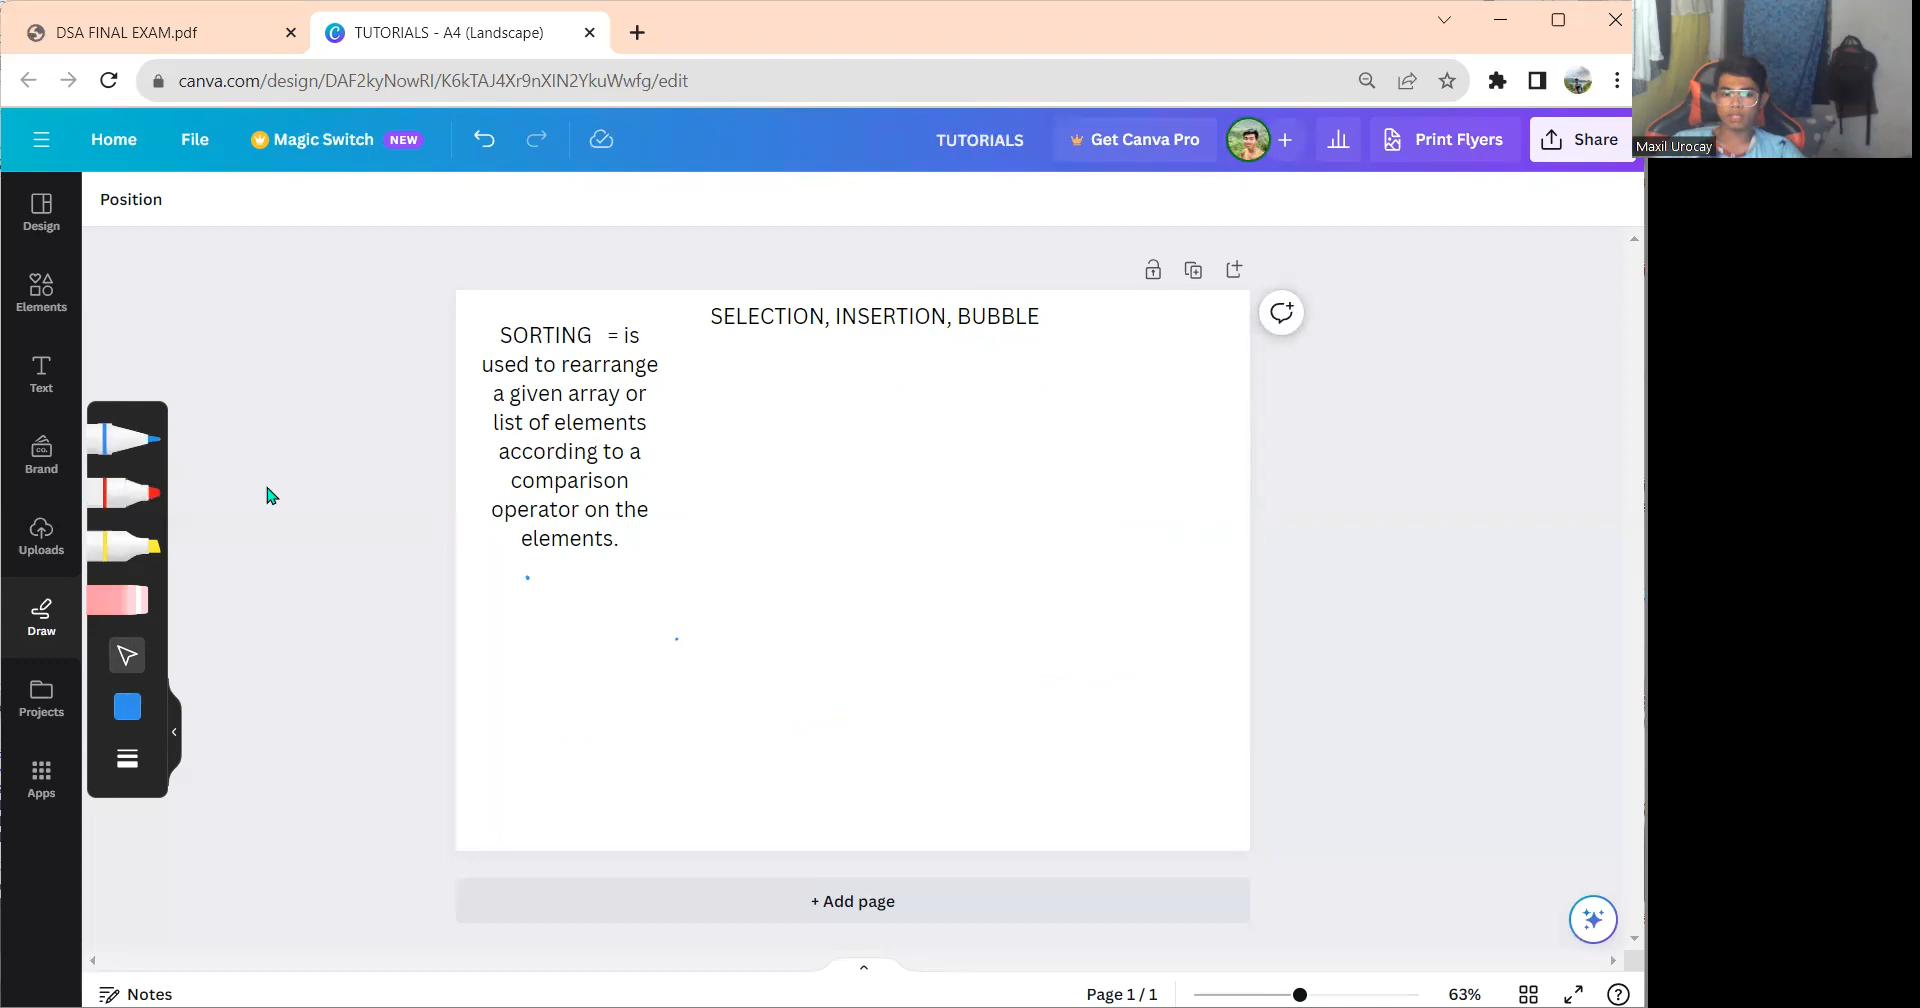 DSA FINAL EXAM.pdf
TUTORIALS - A4 (Landscape)
canva.com/design/DAF2kyNowRI/K6kTAJ4Xr9nXIN2YkuWwfg/edit
Home
File
Magic Switch NEW
TUTORIALS
Get Canva Pro
Print Flyers
Share
Maxil Urocay
Position
Design
Elements
Text
Brand
Uploads
Draw
Projects
Apps
SELECTION, INSERTION, BUBBLE
SORTING = is
used to rearrange
a given array or
list of elements
according to a
comparison
operator on the
elements.
+ Add page
Notes
Page 1 / 1
63%